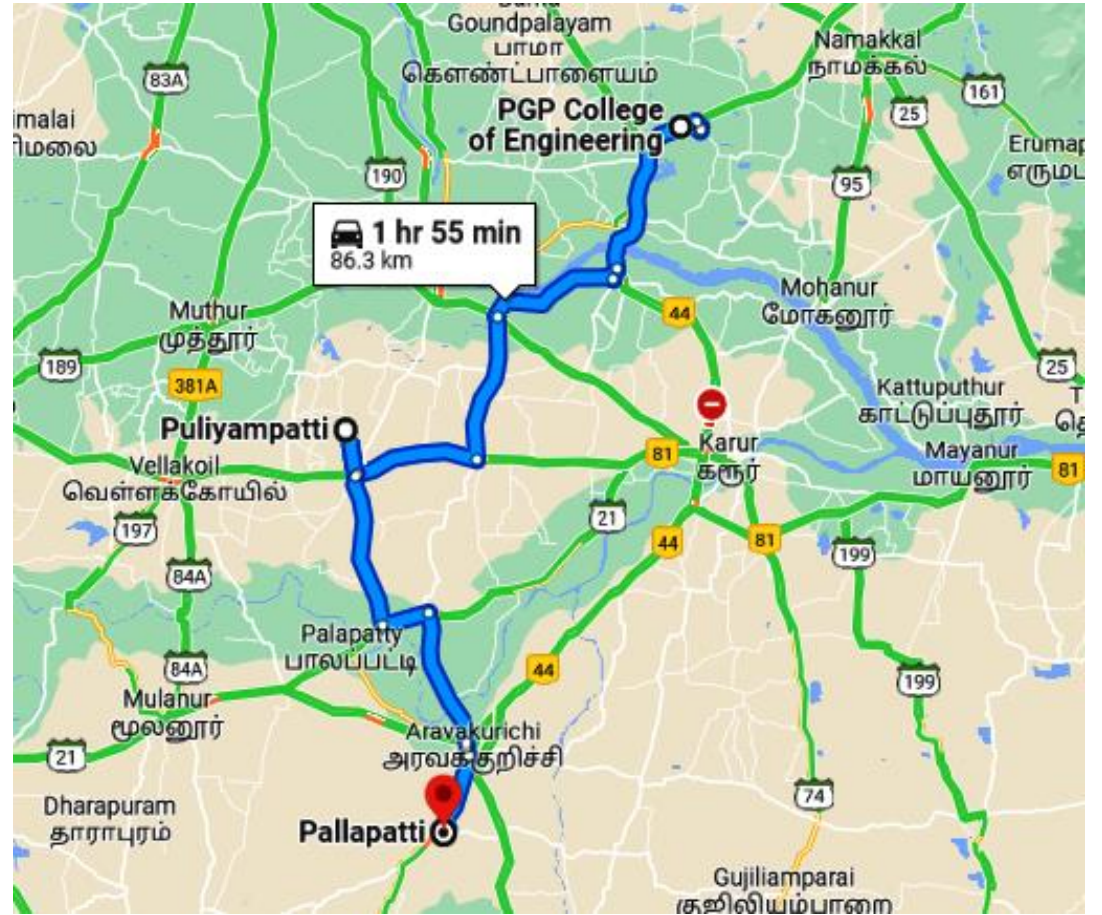 Goundpalayam
பாமா
கௌண்ட்பாளையம்
Namakkal
நாமக்கல்
83A
161
25
PGP College
of Engineering
imalai
ிமலை
Erumap
எருமட
190
95
1 hr 55 min
86.3 km
Mohanur
மோகனூர்
Muthur
முத்தூர்
44
189
25
381A
Kattuputhur
காட்டுப்புதூர்
Puliyampatti
Karur
கரூர்
81
Mayanur
மாயனூர்
81
Vellakoil
வெள்ளக்கோயில்
197
21
44
81
199
84A
Palapatty
பாலப்பட்டி
84A
44
199
Mulanur
மூலனூர்
Aravakurichi
அரவக்குறிச்சி
21
74
Dharapuram
தாராபுரம்
Pallapatti
Gujiliamparai
குஜிலியம்பாறை